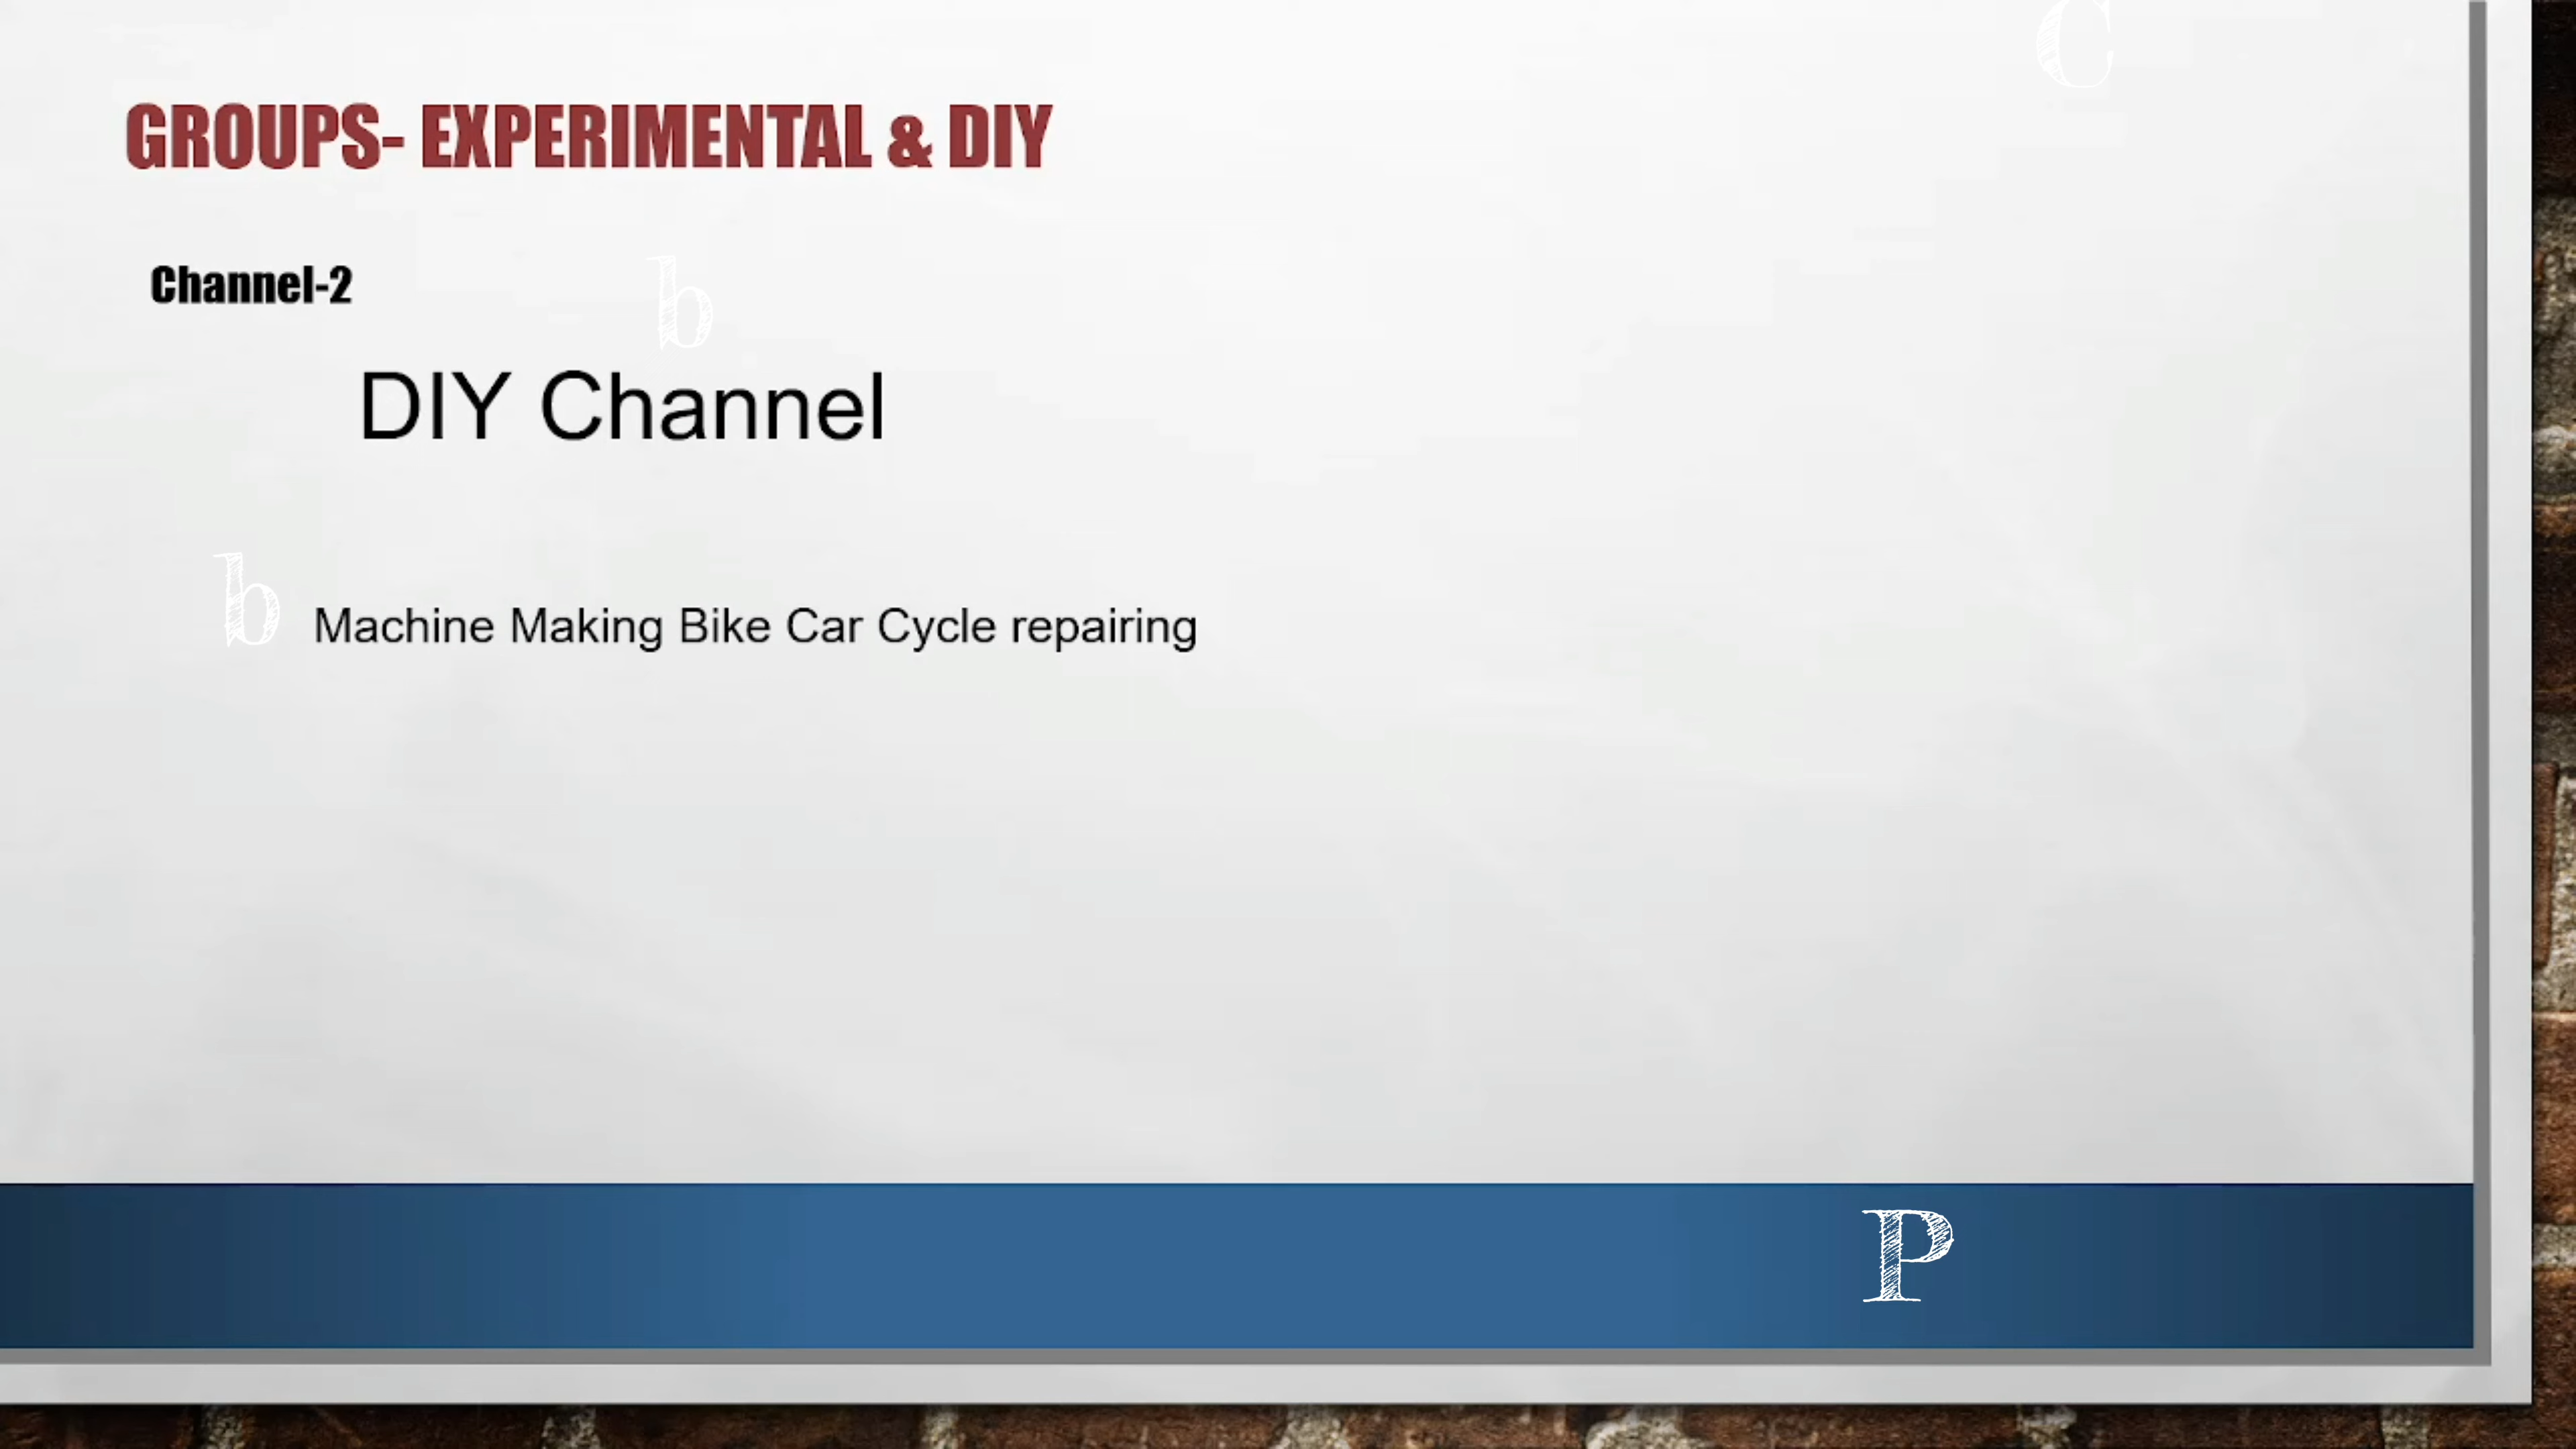 C
GROUPS- EXPERIMENTAL & DIY
Channel-2
b
DIY Channel
b
Machine Making Bike Car Cycle repairing
P